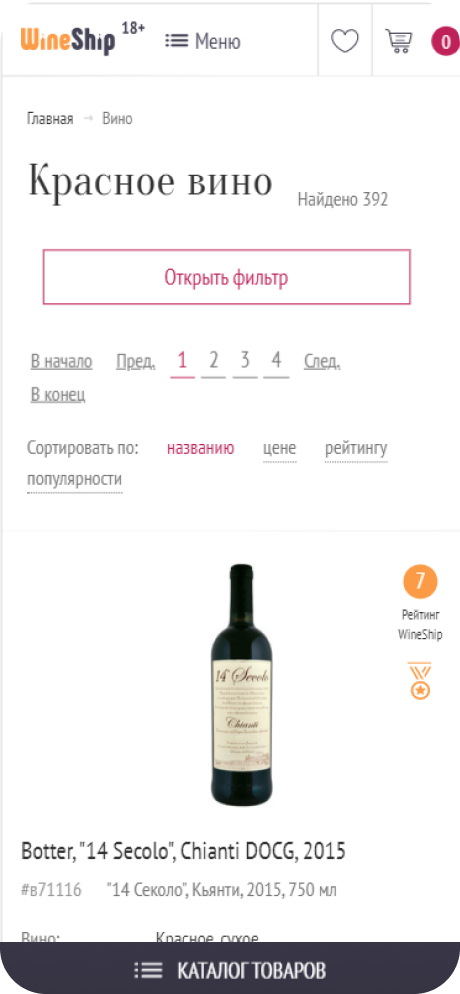 WineShip 18+ Меню 0
Главная → Вино
Красное вино
Найдено 392
Открыть фильтр
В начало Пред. 1 2 3 4 След.
В конец
Сортировать по: названию цене рейтингу
популярности
7
Рейтинг
WineShip
14 Secolo
Chianti
Botter, "14 Secolo", Chianti DOCG, 2015
#в71116 "14 Секоло", Кьянти, 2015, 750 мл
Вино: Красное, сухое
КАТАЛОГ ТОВАРОВ